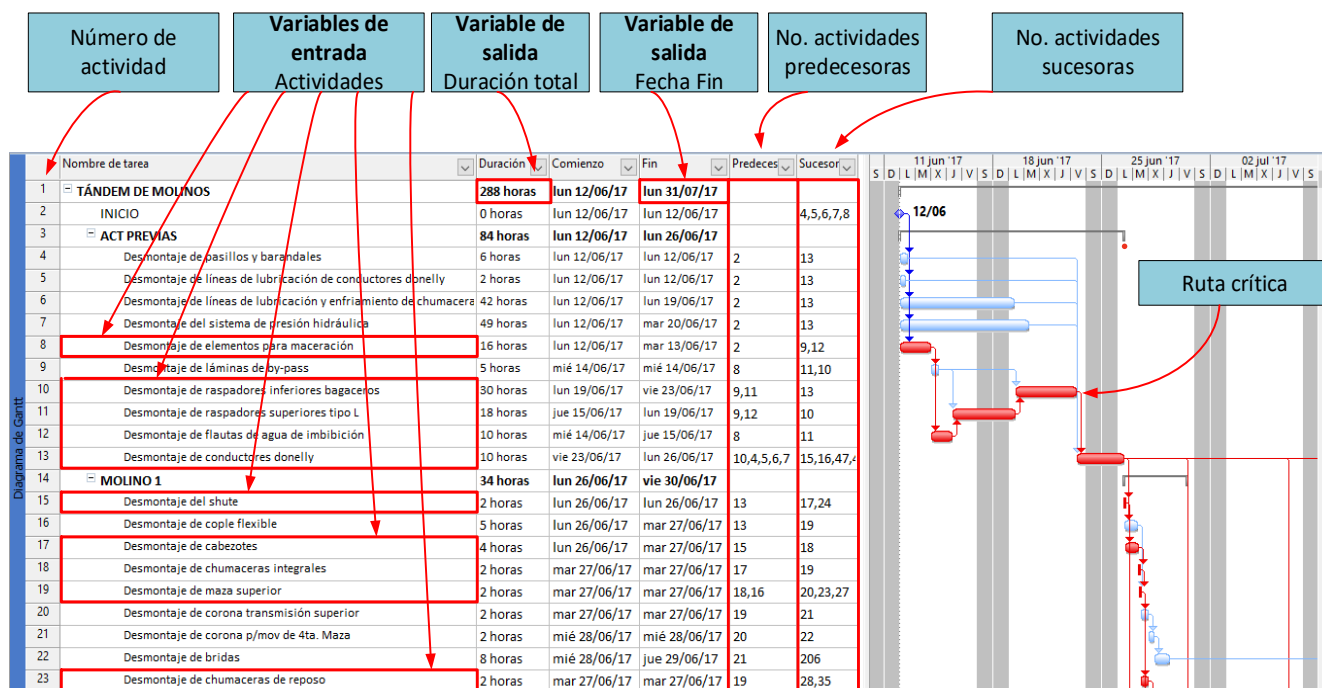 Número de
actividad
Variables de
entrada
Actividades
Variable de
salida
Duración total
Variable de
salida
Fecha Fin
No. actividades
predecesoras
No. actividades
sucesoras
Nombre de tarea Duración Comienzo Fin Predeces Sucesor
11 jun '17 18 jun '17 25 jun '17 02 jul '17
S D L M X J V S D L M X J V S D L M X J V S D L M X J V S
1 TÁNDEM DE MOLINOS 288 horas lun 12/06/17 lun 31/07/17
2 INICIO 0 horas lun 12/06/17 lun 12/06/17 4,5,6,7,8 12/06
3 ACT PREVIAS 84 horas lun 12/06/17 lun 26/06/17
4 Desmontaje de pasillos y barandales 6 horas lun 12/06/17 lun 12/06/17 2 13
5 Desmontaje de líneas de lubricación de conductores donelly 2 horas lun 12/06/17 lun 12/06/17 2 13
6 Desmontaje de líneas de lubricación y enfriamiento de chumacera 42 horas lun 12/06/17 lun 19/06/17 2 13
7 Desmontaje del sistema de presión hidráulica 49 horas lun 12/06/17 mar 20/06/17 2 13
8 Desmontaje de elementos para maceración 16 horas lun 12/06/17 mar 13/06/17 2 9,12
9 Desmontaje de láminas de by-pass 5 horas mié 14/06/17 mié 14/06/17 8 11,10
10 Desmontaje de raspadores inferiores bagaceros 30 horas lun 19/06/17 vie 23/06/17 9,11 13
11 Desmontaje de raspadores superiores tipo L 18 horas jue 15/06/17 lun 19/06/17 9,12 10
12 Desmontaje de flautas de agua de imbibición 10 horas mié 14/06/17 jue 15/06/17 8 11
13 Desmontaje de conductores donelly 10 horas vie 23/06/17 lun 26/06/17 10,4,5,6,7 15,16,47,4
14 MOLINO 1 34 horas lun 26/06/17 vie 30/06/17
15 Desmontaje del shute 2 horas lun 26/06/17 lun 26/06/17 13 17,24
16 Desmontaje de cople flexible 5 horas lun 26/06/17 mar 27/06/17 13 19
17 Desmontaje de cabezotes 4 horas lun 26/06/17 mar 27/06/17 15 18
18 Desmontaje de chumaceras integrales 2 horas mar 27/06/17 mar 27/06/17 17 19
19 Desmontaje de maza superior 2 horas mar 27/06/17 mar 27/06/17 18,16 20,23,27
20 Desmontaje de corona transmisión superior 2 horas mar 27/06/17 mar 27/06/17 19 21
21 Desmontaje de corona p/mov de 4ta. Maza 2 horas mié 28/06/17 mié 28/06/17 20 22
22 Desmontaje de bridas 8 horas mié 28/06/17 jue 29/06/17 21 206
23 Desmontaje de chumaceras de reposo 2 horas mar 27/06/17 mar 27/06/17 19 28,35
Ruta crítica
Diagrama de Gantt